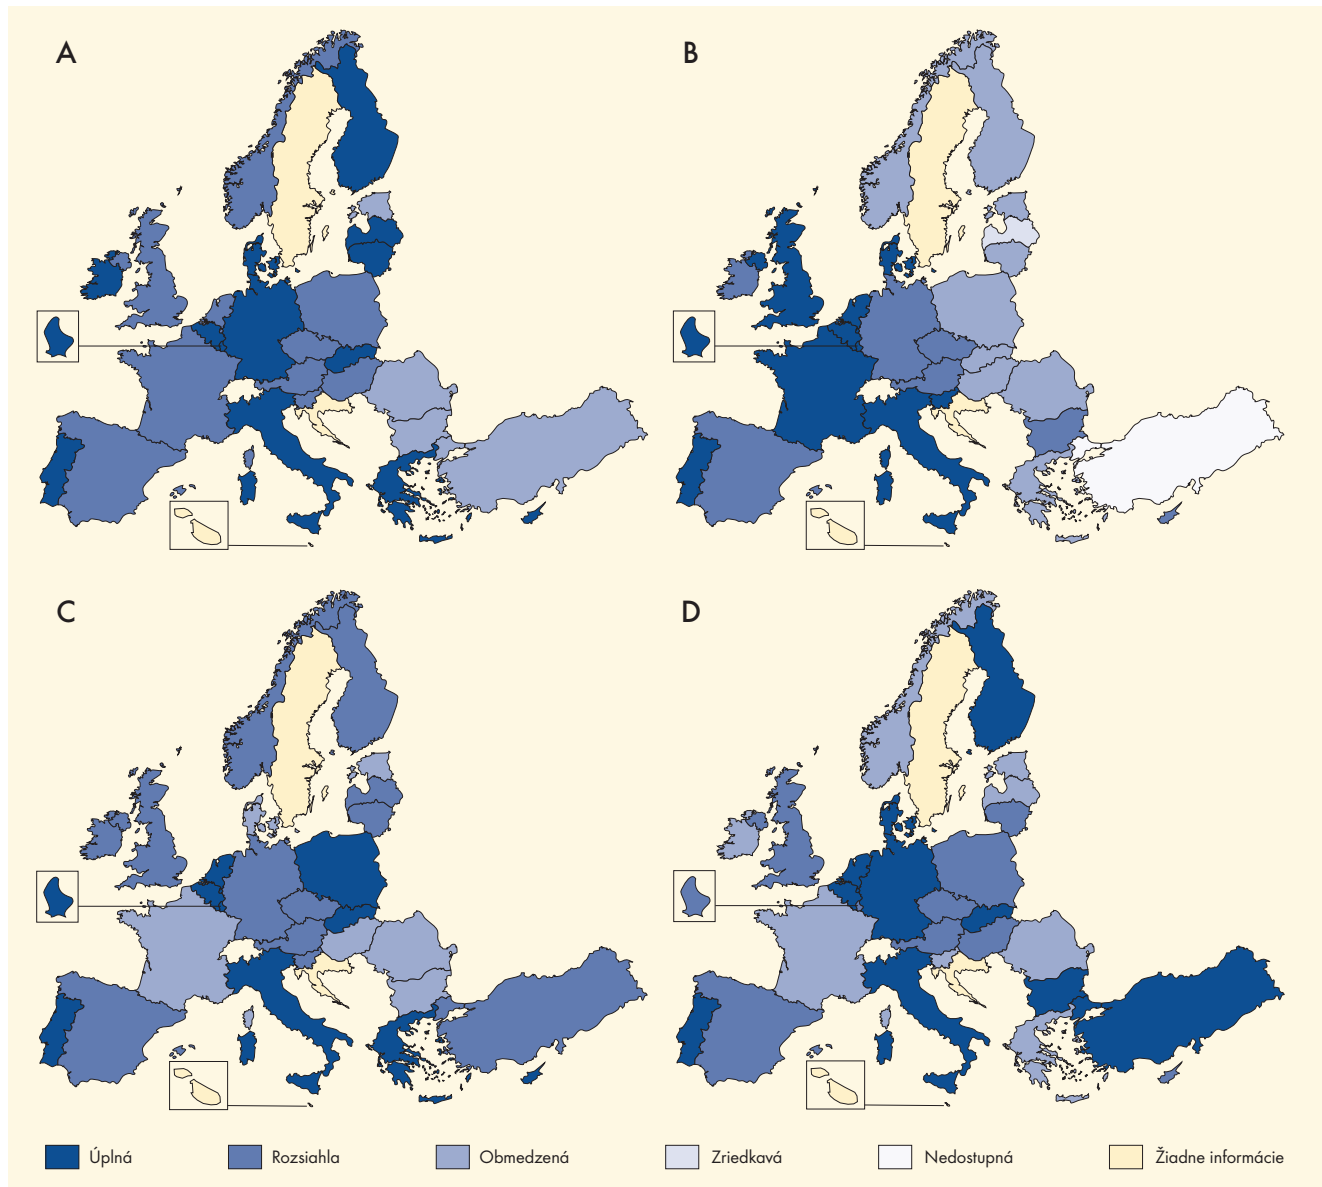 A
B
C
D
Úplná
Rozsiahla
Obmedzená
Zriedkavá
Nedostupná
Žiadne informácie